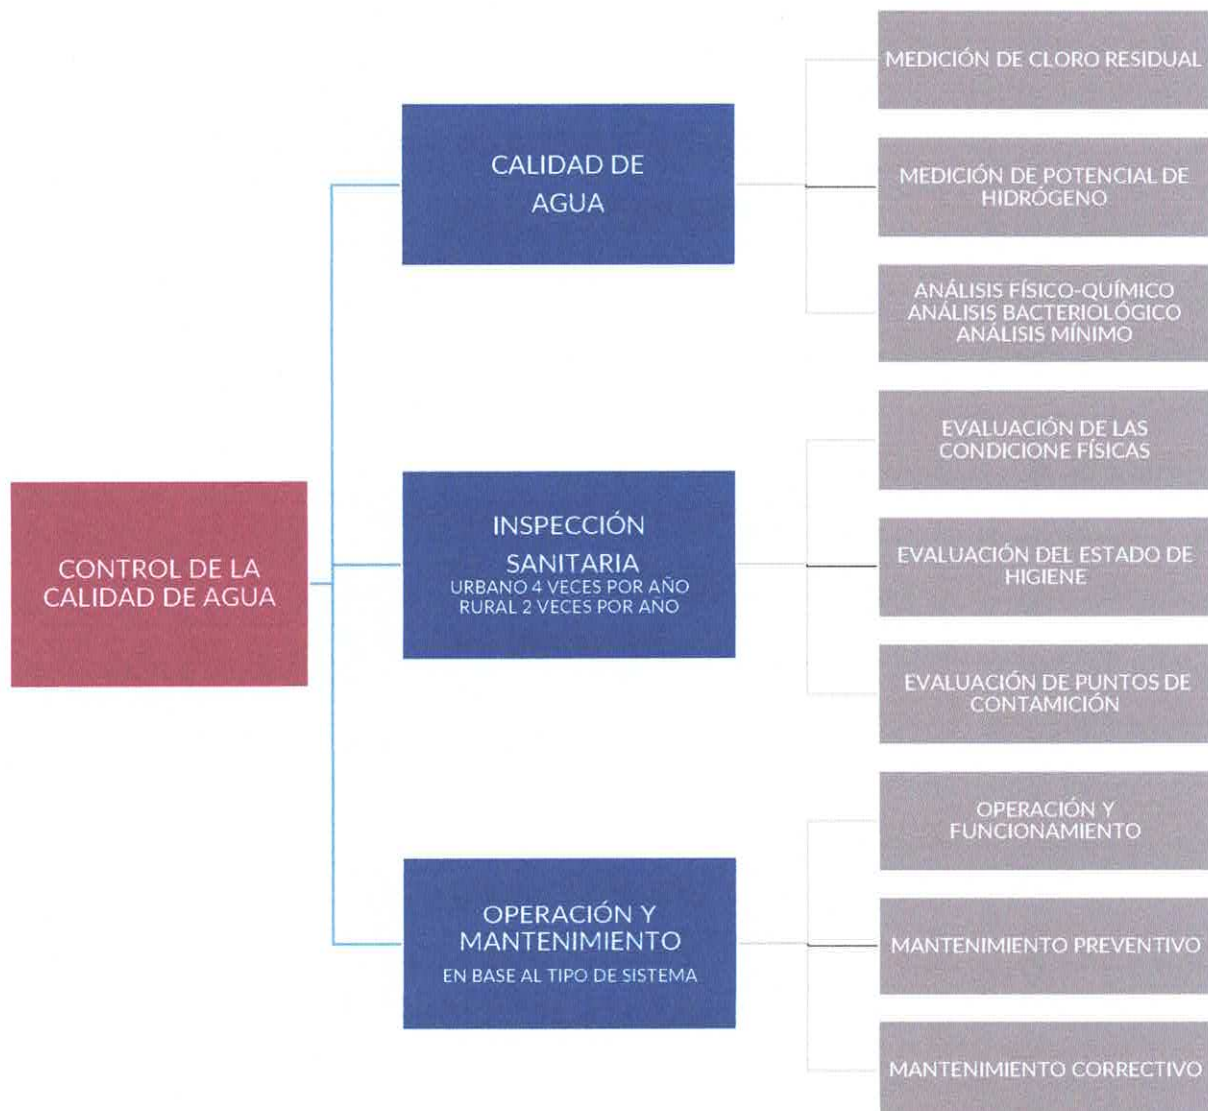 CONTROL DE LA
CALIDAD DE AGUA
CALIDAD DE
AGUA
MEDICIÓN DE CLORO RESIDUAL
MEDICIÓN DE POTENCIAL DE
HIDRÓGENO
ANÁLISIS FÍSICO-QUÍMICO
ANÁLISIS BACTERIOLÓGICO
ANÁLISIS MÍNIMO
INSPECCIÓN
SANITARIA
URBANO 4 VECES POR AÑO
RURAL 2 VECES POR AÑO
EVALUACIÓN DE LAS
CONDICIONE FÍSICAS
EVALUACIÓN DEL ESTADO DE
HIGIENE
EVALUACIÓN DE PUNTOS DE
CONTAMICIÓN
OPERACIÓN Y
MANTENIMIENTO
EN BASE AL TIPO DE SISTEMA
OPERACIÓN Y
FUNCIONAMIENTO
MANTENIMIENTO PREVENTIVO
MANTENIMIENTO CORRECTIVO